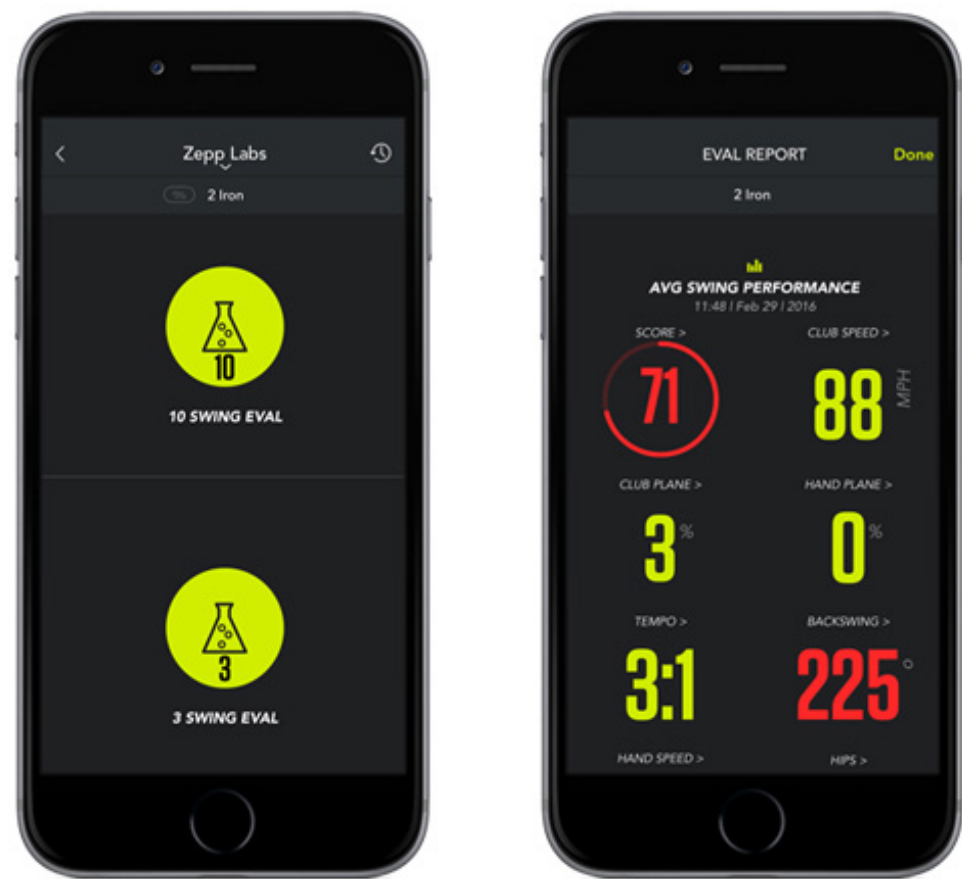 Zepp Labs
2 Iron
10
10 SWING EVAL
3
3 SWING EVAL
EVAL REPORT Done
2 Iron
AVG SWING PERFORMANCE
11:48 | Feb 29 | 2016
SCORE > CLUB SPEED >
71 88 MPH
CLUB PLANE > HAND PLANE >
3% 0%
TEMPO > BACKSWING >
3:1 225°
HAND SPEED > HIPS >